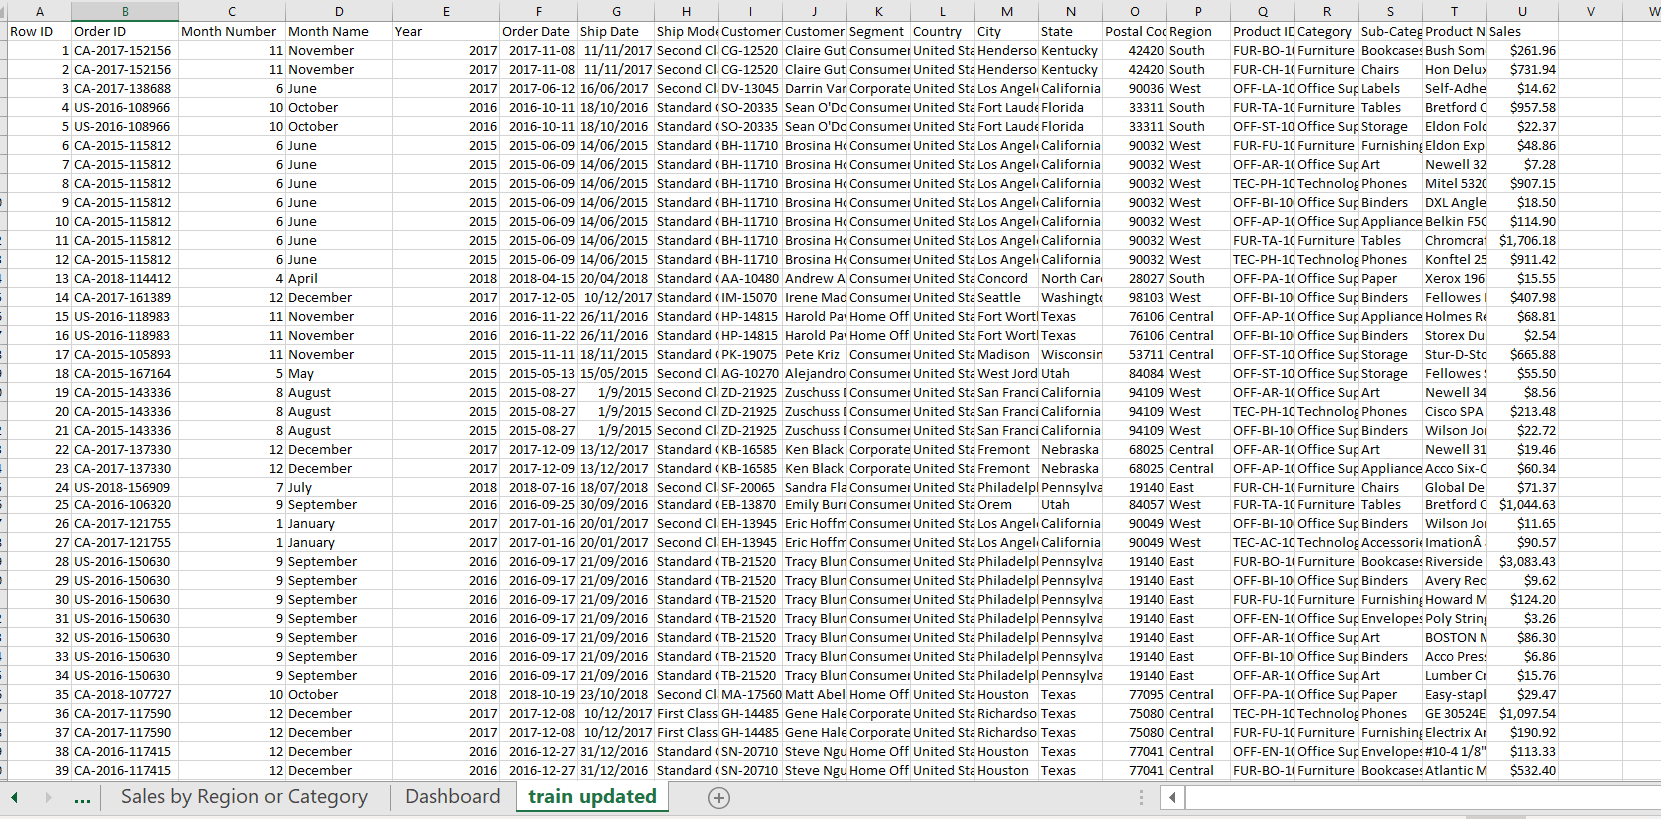 A B C D E F G H I J K L M N O P Q R S T U V W
Row ID Order ID Month Number Month Name Year Order Date Ship Date Ship Mode Customer Customer Segment Country City State Postal Coc Region Product ID Category Sub-Categ Product N Sales
1 CA-2017-152156 11 November 2017 2017-11-08 11/11/2017 Second Cl CG-12520 Claire Gut Consumer United Sta Henderso Kentucky 42420 South FUR-BO-10 Furniture Bookcases Bush Som $261.96
2 CA-2017-152156 11 November 2017 2017-11-08 11/11/2017 Second Cl CG-12520 Claire Gut Consumer United Sta Henderso Kentucky 42420 South FUR-CH-10 Furniture Chairs Hon Delux $731.94
3 CA-2017-138688 6 June 2017 2017-06-12 16/06/2017 Second Cl DV-13045 Darrin Var Corporate United Sta Los Angel California 90036 West OFF-LA-10 Office Sup Labels Self-Adhe $14.62
4 US-2016-108966 10 October 2016 2016-10-11 18/10/2016 Standard C SO-20335 Sean O'Do Consumer United Sta Fort Laude Florida 33311 South FUR-TA-10 Furniture Tables Bretford C $957.58
5 US-2016-108966 10 October 2016 2016-10-11 18/10/2016 Standard C SO-20335 Sean O'Do Consumer United Sta Fort Laude Florida 33311 South OFF-ST-10 Office Sup Storage Eldon Fold $22.37
6 CA-2015-115812 6 June 2015 2015-06-09 14/06/2015 Standard C BH-11710 Brosina Ho Consumer United Sta Los Angel California 90032 West FUR-FU-10 Furniture Furnishing Eldon Exp $48.86
7 CA-2015-115812 6 June 2015 2015-06-09 14/06/2015 Standard C BH-11710 Brosina Ho Consumer United Sta Los Angel California 90032 West OFF-AR-10 Office Sup Art Newell 32 $7.28
8 CA-2015-115812 6 June 2015 2015-06-09 14/06/2015 Standard C BH-11710 Brosina Ho Consumer United Sta Los Angel California 90032 West TEC-PH-10 Technolog Phones Mitel 5320 $907.15
9 CA-2015-115812 6 June 2015 2015-06-09 14/06/2015 Standard C BH-11710 Brosina Ho Consumer United Sta Los Angel California 90032 West OFF-BI-10 Office Sup Binders DXL Angle $18.50
10 CA-2015-115812 6 June 2015 2015-06-09 14/06/2015 Standard C BH-11710 Brosina Ho Consumer United Sta Los Angel California 90032 West OFF-AP-10 Office Sup Appliance Belkin F5C $114.90
11 CA-2015-115812 6 June 2015 2015-06-09 14/06/2015 Standard C BH-11710 Brosina Ho Consumer United Sta Los Angel California 90032 West FUR-TA-10 Furniture Tables Chromcra $1,706.18
12 CA-2015-115812 6 June 2015 2015-06-09 14/06/2015 Standard C BH-11710 Brosina Ho Consumer United Sta Los Angel California 90032 West TEC-PH-10 Technolog Phones Konftel 25 $911.42
13 CA-2018-114412 4 April 2018 2018-04-15 20/04/2018 Standard C AA-10480 Andrew A Consumer United Sta Concord North Car 28027 South OFF-PA-10 Office Sup Paper Xerox 196 $15.55
14 CA-2017-161389 12 December 2017 2017-12-05 10/12/2017 Standard C IM-15070 Irene Mad Consumer United Sta Seattle Washingto 98103 West OFF-BI-10 Office Sup Binders Fellowes $407.98
15 US-2016-118983 11 November 2016 2016-11-22 26/11/2016 Standard C HP-14815 Harold Pa Home Off United Sta Fort Wort Texas 76106 Central OFF-AP-10 Office Sup Appliance Holmes Re $68.81
16 US-2016-118983 11 November 2016 2016-11-22 26/11/2016 Standard C HP-14815 Harold Pa Home Off United Sta Fort Wort Texas 76106 Central OFF-BI-10 Office Sup Binders Storex Du $2.54
17 CA-2015-105893 11 November 2015 2015-11-11 18/11/2015 Standard C PK-19075 Pete Kriz Consumer United Sta Madison Wisconsin 53711 Central OFF-ST-10 Office Sup Storage Stur-D-Sto $665.88
18 CA-2015-167164 5 May 2015 2015-05-13 15/05/2015 Second Cl AG-10270 Alejandro Consumer United Sta West Jord Utah 84084 West OFF-ST-10 Office Sup Storage Fellowes $55.50
19 CA-2015-143336 8 August 2015 2015-08-27 1/9/2015 Second Cl ZD-21925 Zuschuss Consumer United Sta San Franci California 94109 West OFF-AR-10 Office Sup Art Newell 34 $8.56
20 CA-2015-143336 8 August 2015 2015-08-27 1/9/2015 Second Cl ZD-21925 Zuschuss Consumer United Sta San Franci California 94109 West TEC-PH-10 Technolog Phones Cisco SPA $213.48
21 CA-2015-143336 8 August 2015 2015-08-27 1/9/2015 Second Cl ZD-21925 Zuschuss Consumer United Sta San Franci California 94109 West OFF-BI-10 Office Sup Binders Wilson Jo $22.72
22 CA-2017-137330 12 December 2017 2017-12-09 13/12/2017 Standard C KB-16585 Ken Black Corporate United Sta Fremont Nebraska 68025 Central OFF-AR-10 Office Sup Art Newell 31 $19.46
23 CA-2017-137330 12 December 2017 2017-12-09 13/12/2017 Standard C KB-16585 Ken Black Corporate United Sta Fremont Nebraska 68025 Central OFF-AP-10 Office Sup Appliance Acco Six-C $60.34
24 US-2018-156909 7 July 2018 2018-07-16 18/07/2018 Second Cl SF-20065 Sandra Fla Consumer United Sta Philadelpl Pennsylva 19140 East FUR-CH-10 Furniture Chairs Global De $71.37
25 CA-2016-106320 9 September 2016 2016-09-25 30/09/2016 Standard C EB-13870 Emily Burr Consumer United Sta Orem Utah 84057 West FUR-TA-10 Furniture Tables Bretford C $1,044.63
26 CA-2017-121755 1 January 2017 2017-01-16 20/01/2017 Second Cl EH-13945 Eric Hoffm Consumer United Sta Los Angel California 90049 West OFF-BI-10 Office Sup Binders Wilson Jo $11.65
27 CA-2017-121755 1 January 2017 2017-01-16 20/01/2017 Second Cl EH-13945 Eric Hoffm Consumer United Sta Los Angel California 90049 West TEC-AC-10 Technolog Accessorie ImationÂ $90.57
28 US-2016-150630 9 September 2016 2016-09-17 21/09/2016 Standard C TB-21520 Tracy Blun Consumer United Sta Philadelpl Pennsylva 19140 East FUR-BO-10 Furniture Bookcases Riverside $3,083.43
29 US-2016-150630 9 September 2016 2016-09-17 21/09/2016 Standard C TB-21520 Tracy Blun Consumer United Sta Philadelpl Pennsylva 19140 East OFF-BI-10 Office Sup Binders Avery Rec $9.62
30 US-2016-150630 9 September 2016 2016-09-17 21/09/2016 Standard C TB-21520 Tracy Blun Consumer United Sta Philadelpl Pennsylva 19140 East FUR-FU-10 Furniture Furnishing Howard M $124.20
31 US-2016-150630 9 September 2016 2016-09-17 21/09/2016 Standard C TB-21520 Tracy Blun Consumer United Sta Philadelpl Pennsylva 19140 East OFF-EN-10 Office Sup Envelopes Poly String $3.26
32 US-2016-150630 9 September 2016 2016-09-17 21/09/2016 Standard C TB-21520 Tracy Blun Consumer United Sta Philadelpl Pennsylva 19140 East OFF-AR-10 Office Sup Art BOSTON M $86.30
33 US-2016-150630 9 September 2016 2016-09-17 21/09/2016 Standard C TB-21520 Tracy Blun Consumer United Sta Philadelpl Pennsylva 19140 East OFF-BI-10 Office Sup Binders Acco Pres $6.86
34 US-2016-150630 9 September 2016 2016-09-17 21/09/2016 Standard C TB-21520 Tracy Blun Consumer United Sta Philadelpl Pennsylva 19140 East OFF-AR-10 Office Sup Art Lumber Cr $15.76
35 CA-2018-107727 10 October 2018 2018-10-19 23/10/2018 Second Cl MA-17560 Matt Abel Home Off United Sta Houston Texas 77095 Central OFF-PA-10 Office Sup Paper Easy-stapl $29.47
36 CA-2017-117590 12 December 2017 2017-12-08 10/12/2017 First Class GH-14485 Gene Hale Corporate United Sta Richardso Texas 75080 Central TEC-PH-10 Technolog Phones GE 30524E $1,097.54
37 CA-2017-117590 12 December 2017 2017-12-08 10/12/2017 First Class GH-14485 Gene Hale Corporate United Sta Richardso Texas 75080 Central FUR-FU-10 Furniture Furnishing Electrix Ar $190.92
38 CA-2016-117415 12 December 2016 2016-12-27 31/12/2016 Standard C SN-20710 Steve Ngu Home Off United Sta Houston Texas 77041 Central OFF-EN-10 Office Sup Envelopes #10-4 1/8" $113.33
39 CA-2016-117415 12 December 2016 2016-12-27 31/12/2016 Standard C SN-20710 Steve Ngu Home Off United Sta Houston Texas 77041 Central FUR-BO-10 Furniture Bookcases Atlantic M $532.40
... Sales by Region or Category Dashboard train updated